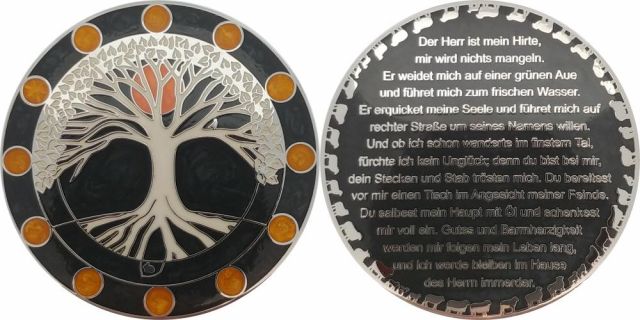 Der Herr ist mein Hirte,
mir wird nichts mangeln.
Er weidet mich auf einer grünen Aue
und führet mich zum frischen Wasser.
Er erquicket meine Seele und führet mich auf
rechter Straße um seines Namens willen.
Und ob ich schon wanderte im finstern Tal,
fürchte ich kein Unglück; denn du bist bei mir,
dein Stecken und Stab trösten mich. Du bereitest
vor mir einen Tisch im Angesicht meiner Feinde.
Du salbest mein Haupt mit Öl und schenkest
mir voll ein. Gutes und Barmherzigkeit
werden mir folgen mein Leben lang,
und ich werde bleiben im Hause
des Herrn immerdar.